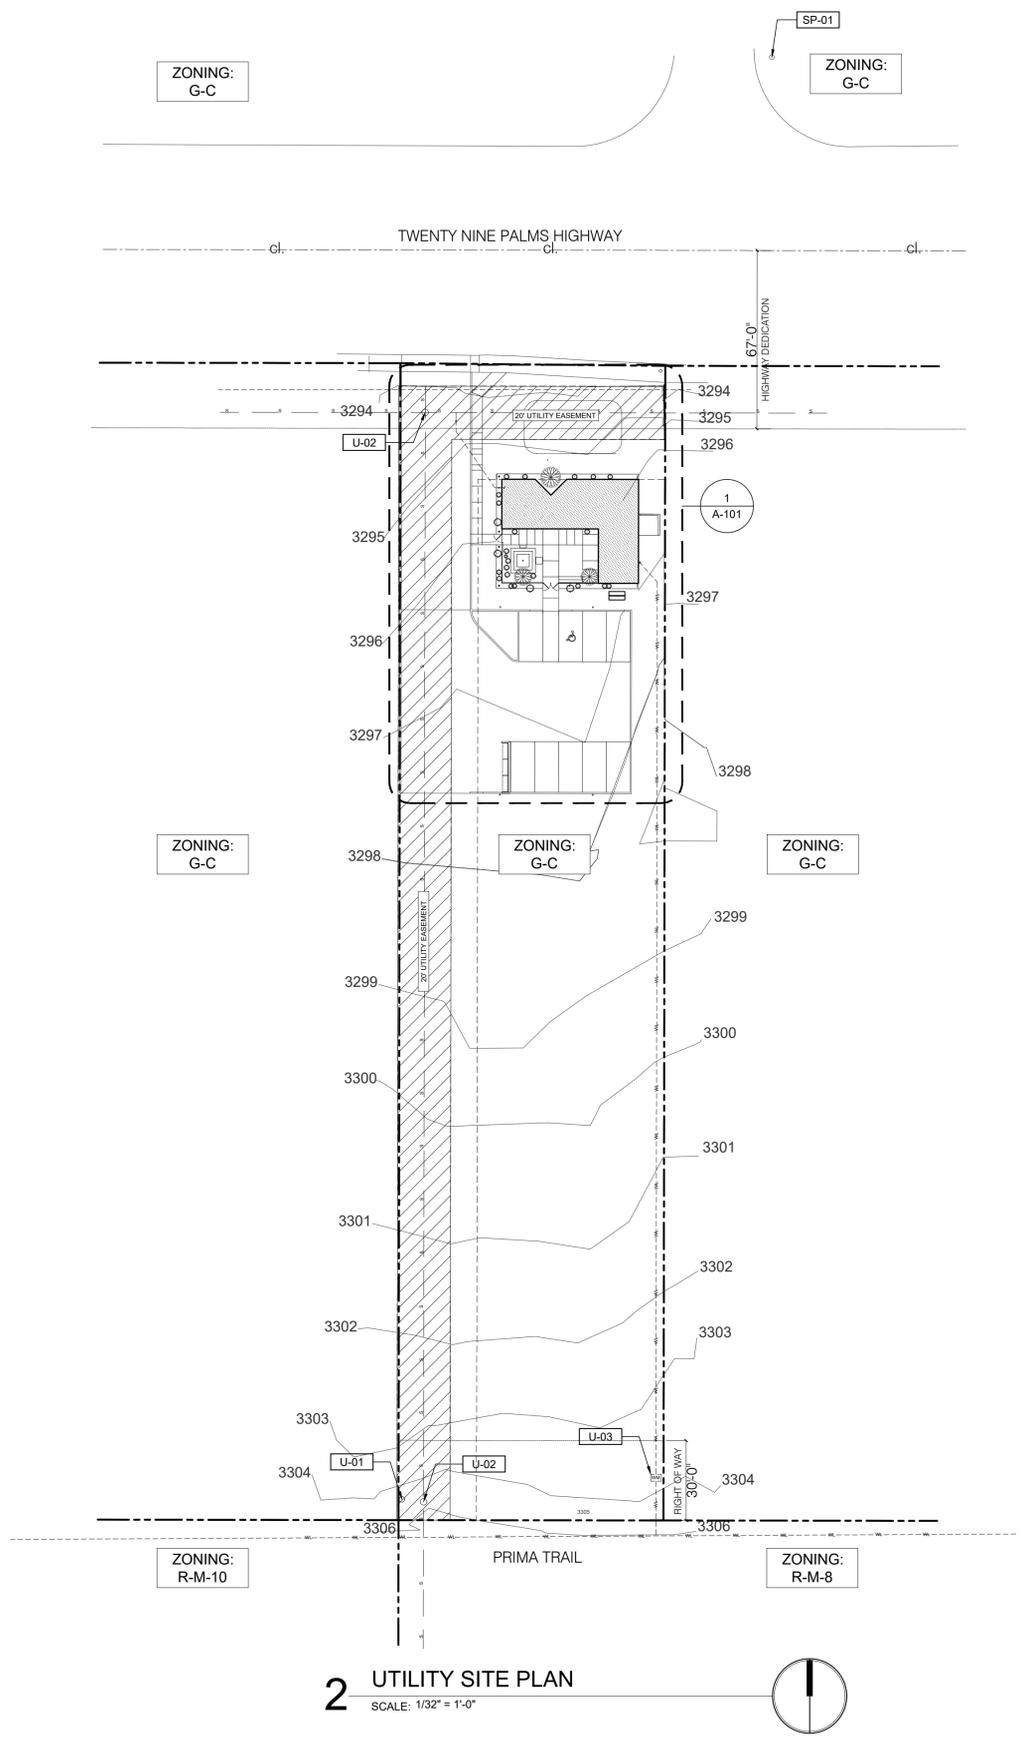 SP-01
ZONING:
G-C
ZONING:
G-C
TWENTY NINE PALMS HIGHWAY
cl.
cl.
cl.
67'-0"
HIGHWAY DEDICATION
3294
3294
20' UTILITY EASEMENT
3295
U-02
3296
1
A-101
3295
3297
3296
3297
3298
ZONING:
G-C
ZONING:
G-C
ZONING:
G-C
3298
3299
20' UTILITY EASEMENT
3299
3300
3300
3301
3301
3302
3302
3303
3303
U-03
U-01
U-02
RIGHT OF WAY
30'-0"
3304
3304
3305
3306
3306
PRIMA TRAIL
ZONING:
R-M-10
ZONING:
R-M-8
2
UTILITY SITE PLAN
SCALE: 1/32" = 1'-0"